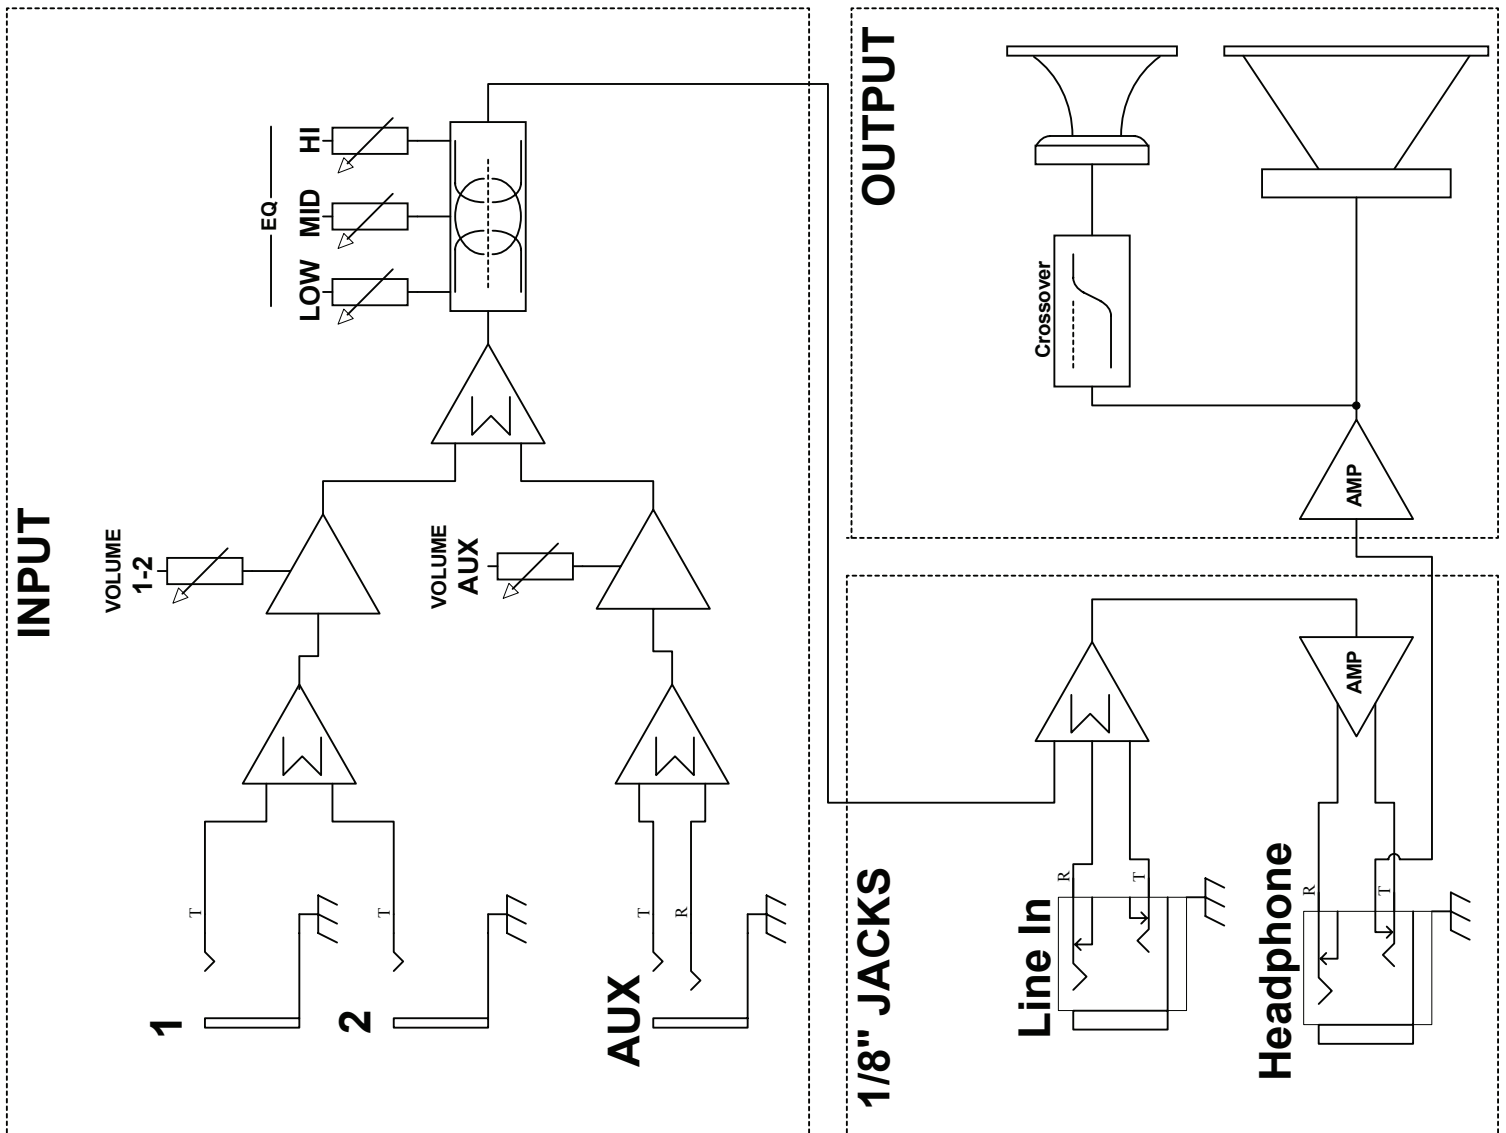 INPUT
EQ
LOW
MID
HI
VOLUME
1-2
VOLUME
AUX
1
T
2
T
AUX
T
R
OUTPUT
Crossover
AMP
1/8" JACKS
Line In
R
T
AMP
Headphone
R
T